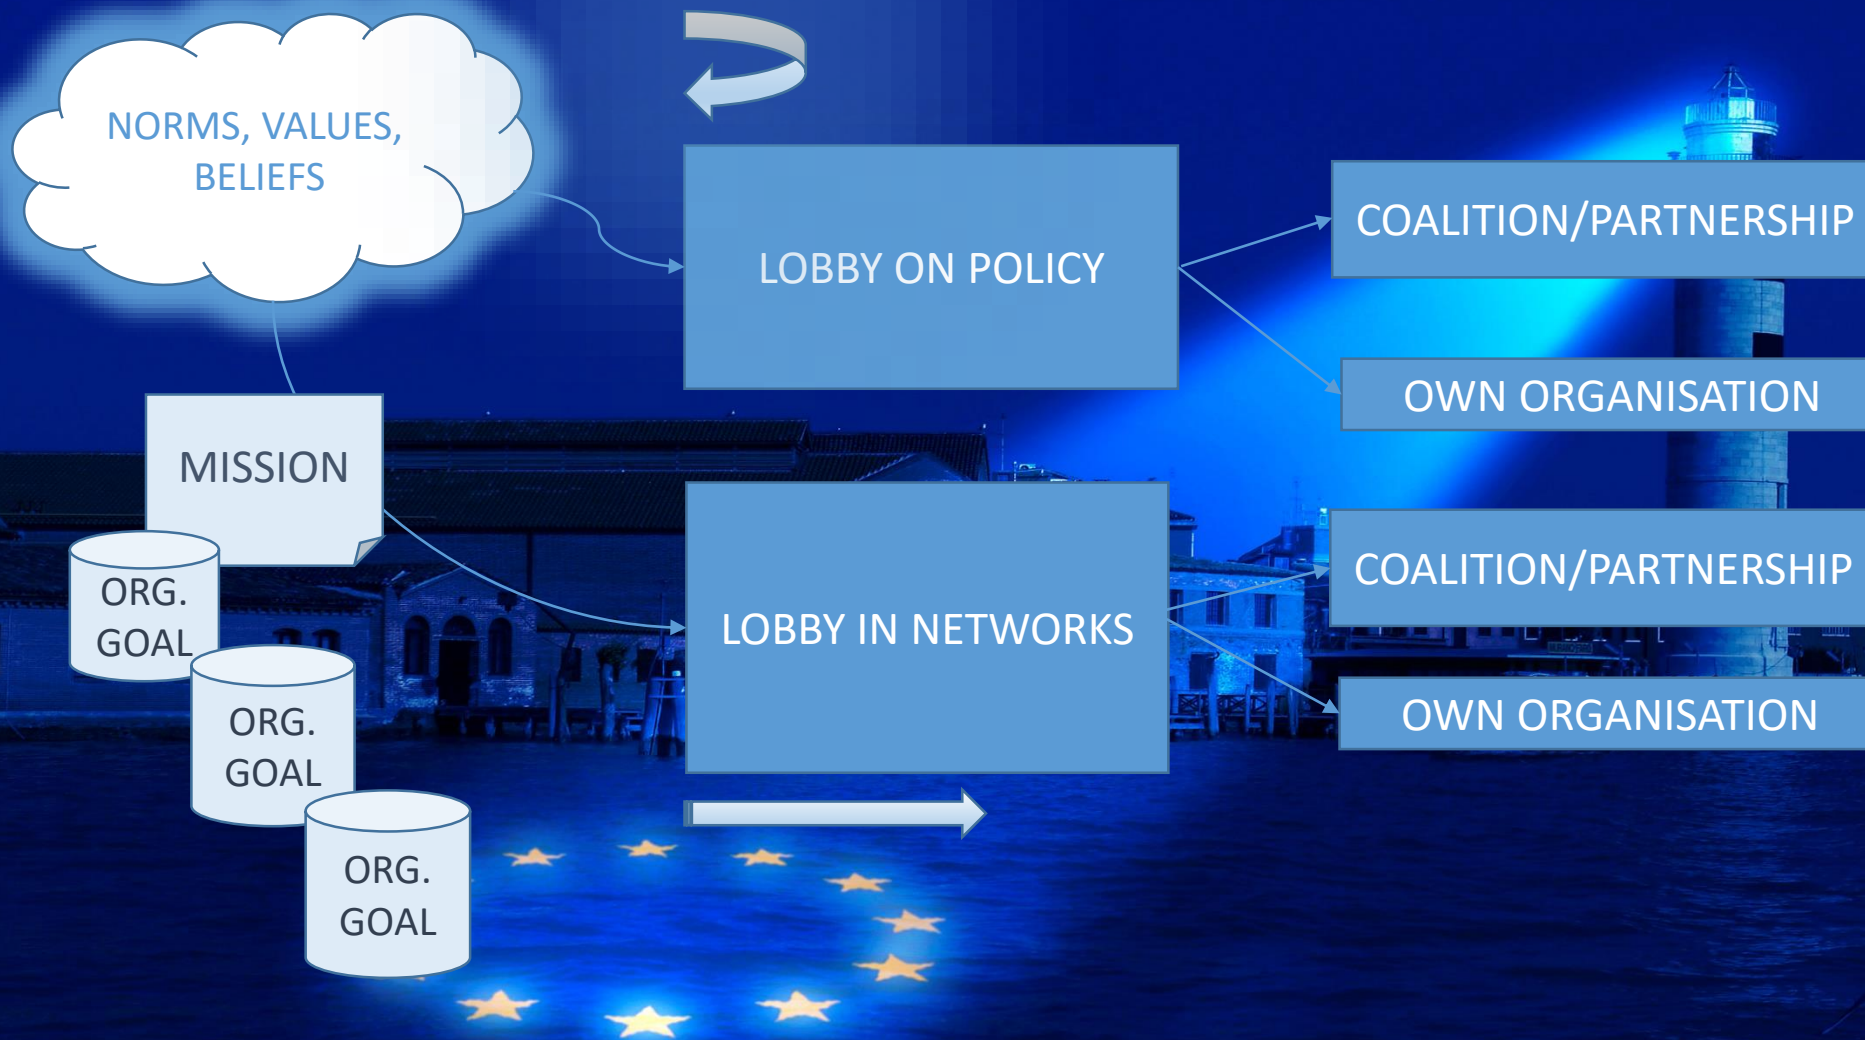 NORMS, VALUES,
BELIEFS
LOBBY ON POLICY
COALITION/PARTNERSHIP
OWN ORGANISATION
MISSION
LOBBY IN NETWORKS
COALITION/PARTNERSHIP
OWN ORGANISATION
ORG.
GOAL
ORG.
GOAL
ORG.
GOAL